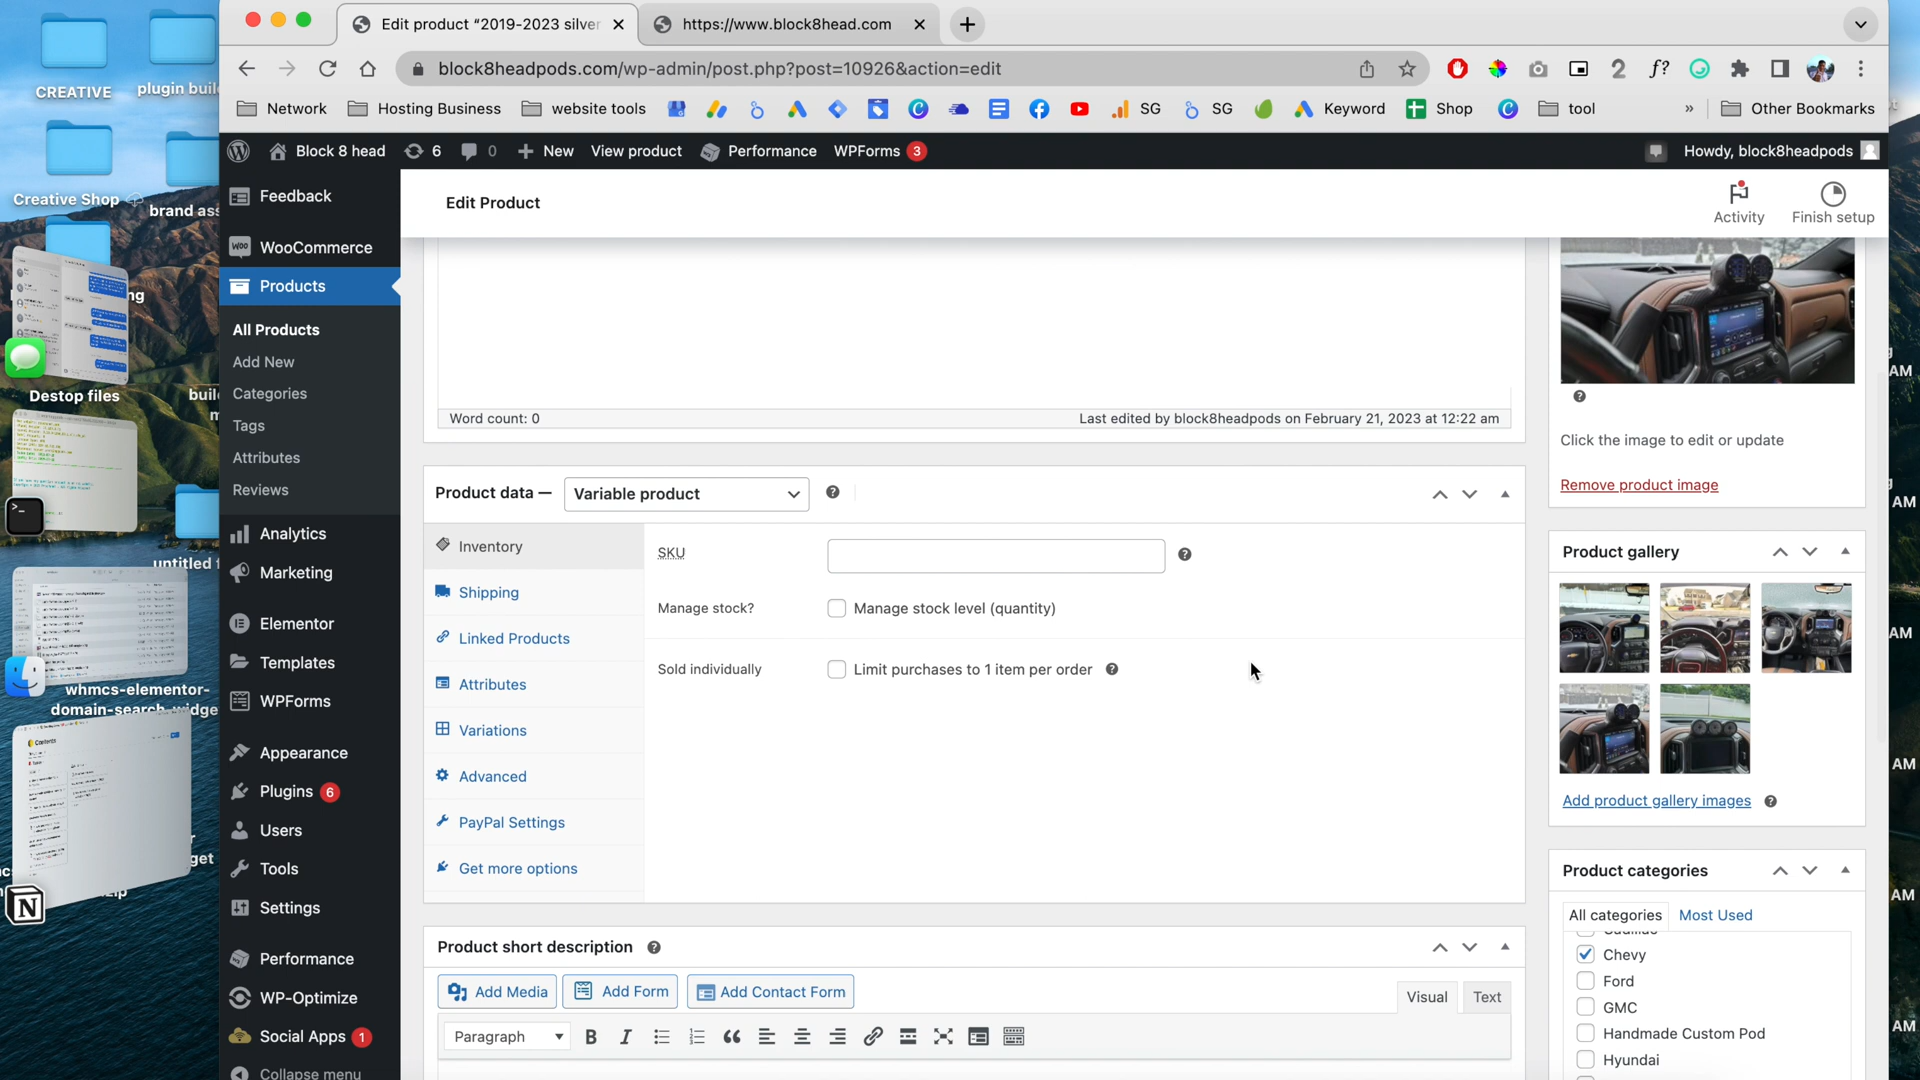 Edit product “2019-2023 silver
https://www.block8head.com
block8headpods.com/wp-admin/post.php?post=10926&action=edit
Network
Hosting Business
website tools
SG
SG
Keyword
Shop
tool
»
Other Bookmarks
Block 8 head
6
0
New
View product
Performance
WPForms
3
Howdy, block8headpods
Feedback
WooCommerce
Products
All Products
Add New
Categories
Tags
Attributes
Reviews
Analytics
Marketing
Elementor
Templates
WPForms
Appearance
Plugins
6
Users
Tools
Settings
Performance
WP-Optimize
Social Apps
1
Collapse menu
Edit Product
Activity
Finish setup
Word count: 0
Last edited by block8headpods on February 21, 2023 at 12:22 am
Product data —
Variable product
Inventory
Shipping
Linked Products
Attributes
Variations
Advanced
PayPal Settings
Get more options
SKU
Manage stock?
Manage stock level (quantity)
Sold individually
Limit purchases to 1 item per order
Product short description
Add Media
Add Form
Add Contact Form
Visual
Text
Paragraph
Click the image to edit or update
Remove product image
Product gallery
Add product gallery images
Product categories
All categories
Most Used
Cadillac
Chevy
Ford
GMC
Handmade Custom Pod
Hyundai
CREATIVE
plugin buil
Creative Shop
brand ass
ng
Destop files
buil
untitled f
whmcs-elementor-
domain-search-widge
get
zip
AM
AM
AM
AM
AM
AM